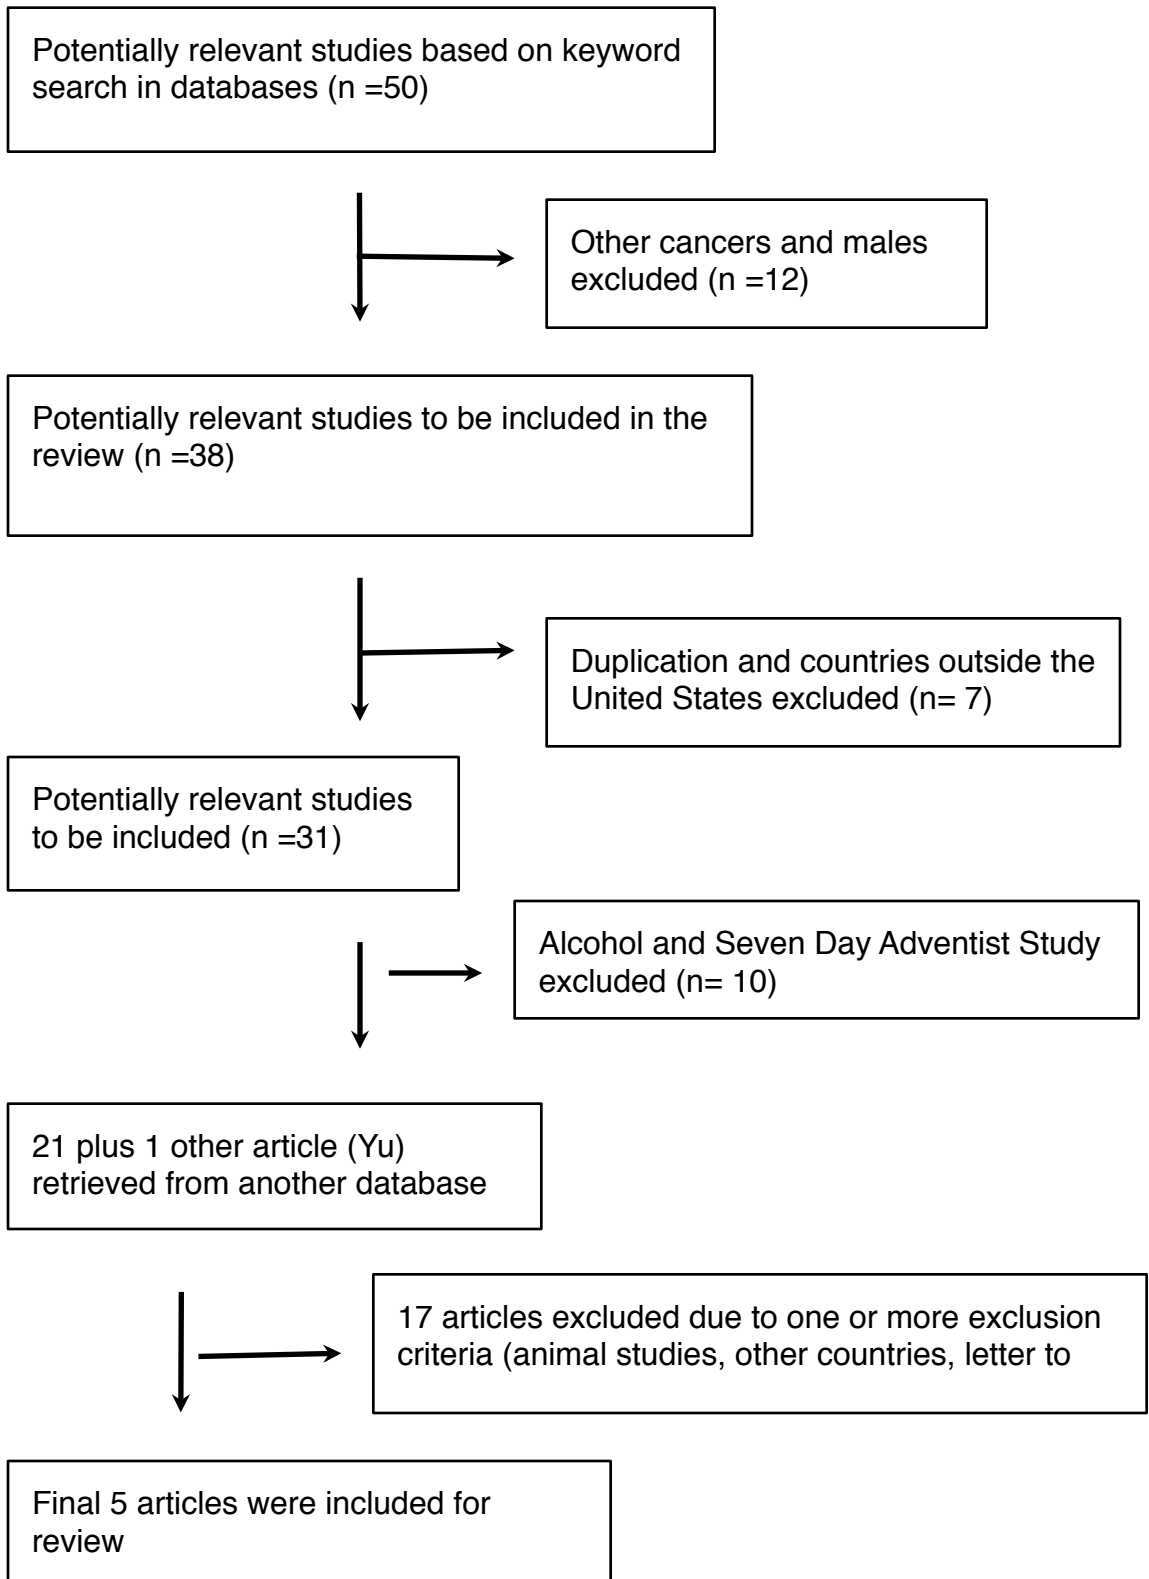 Potentially relevant studies based on keyword
search in databases (n =50)
Other cancers and males
excluded (n =12)
Potentially relevant studies to be included in the
review (n =38)
Duplication and countries outside the
United States excluded (n= 7)
Potentially relevant studies
to be included (n =31)
Alcohol and Seven Day Adventist Study
excluded (n= 10)
21 plus 1 other article (Yu)
retrieved from another database
17 articles excluded due to one or more exclusion
criteria (animal studies, other countries, letter to
Final 5 articles were included for
review